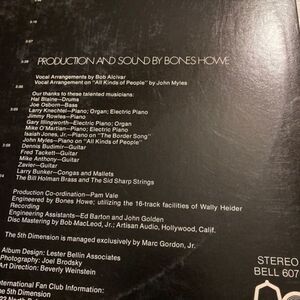 3:18
3:29
PRODUCTION AND SOUND BY BONES HOWE
Vocal Arrangements by Bob Alcivar
Vocal Arrangement on "All Kinds of People" by John Myles
Our thanks to these talented musicians:
Hal Blaine-Drums
Joe Osborn-Bass
Larry Knechtel-Piano; Organ; Electric Piano
Jimmy Rowles-Piano
Gary Illingworth-Electric Piano; Organ
Mike O'Martian-Piano; Electric Piano
Isaiah Jones, Jr.-Piano on "The Border Song"
John Myles-Piano on "All Kinds of People"
Dennis Budimir-Guitar
Fred Tackett-Guitar
Mike Anthony-Guitar
Zavier-Guitar
Larry Bunker-Congas and Mallets
The Bill Holman Brass and The Sid Sharp Strings
Production Co-ordination-Pam Vale
Engineered by Bones Howe; utilizing the 16-track facilities of Wally Heider
Recording
Engineering Assistants-Ed Barton and John Golden
Disc Mastering by Bob MacLeod, Jr.; Artisan Audio, Hollywood, Calif.
The 5th Dimension is managed exclusively by Marc Gordon, Jr.
Album Design: Lester Bellin Associates
Photography: Joel Brodsky
Art Direction: Beverly Weinstein
International Fan Club Information:
The 5th Dimension
STEREO
BELL 607